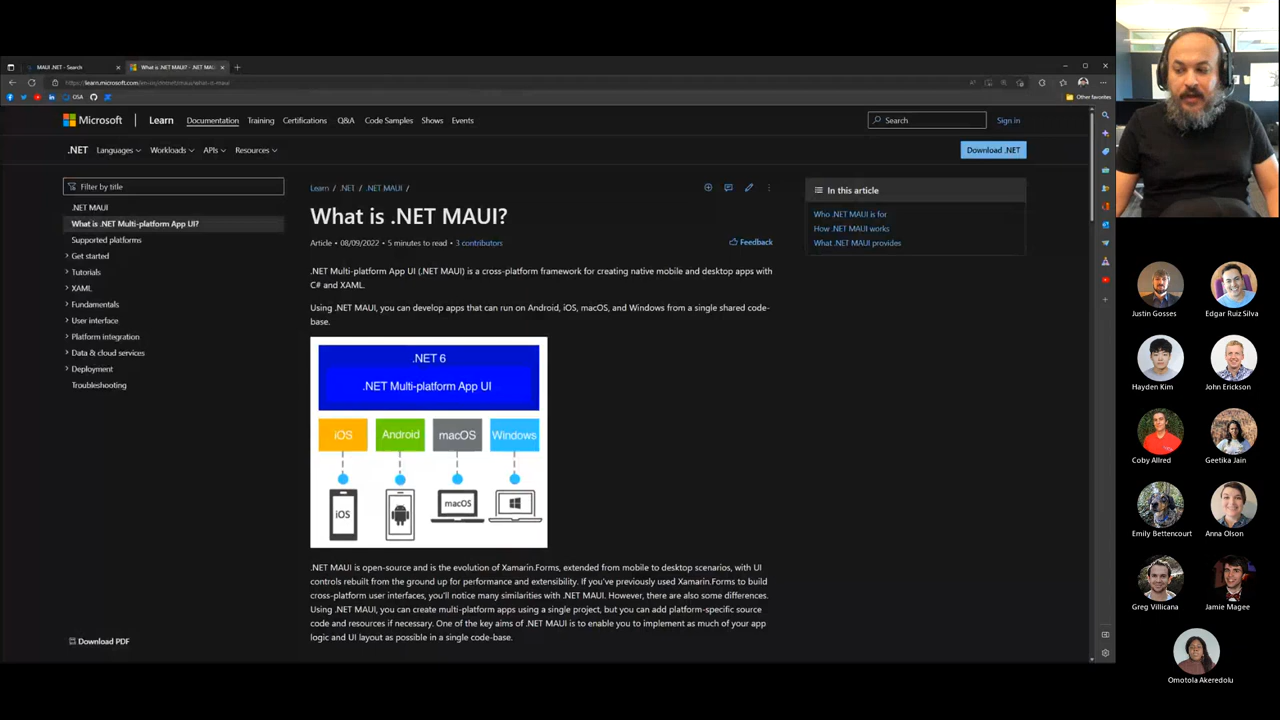 MAUI .NET - Search
What is .NET MAUI? - .NET MAUI
https://learn.microsoft.com/en-us/dotnet/maui/what-is-maui
OSA
Other favorites
Microsoft
Learn
Documentation
Training
Certifications
Q&A
Code Samples
Shows
Events
Search
Sign in
.NET
Languages
Workloads
APIs
Resources
Download .NET
Filter by title
.NET MAUI
What is .NET Multi-platform App UI?
Supported platforms
Get started
Tutorials
XAML
Fundamentals
User interface
Platform integration
Data & cloud services
Deployment
Troubleshooting
Download PDF
Learn / .NET / .NET MAUI /
What is .NET MAUI?
Article • 08/09/2022 • 5 minutes to read • 3 contributors
Feedback
.NET Multi-platform App UI (.NET MAUI) is a cross-platform framework for creating native mobile and desktop apps with
C# and XAML.
Using .NET MAUI, you can develop apps that can run on Android, iOS, macOS, and Windows from a single shared code-
base.
.NET 6
.NET Multi-platform App UI
iOS
Android
macOS
Windows
iOS
macOS
.NET MAUI is open-source and is the evolution of Xamarin.Forms, extended from mobile to desktop scenarios, with UI
controls rebuilt from the ground up for performance and extensibility. If you've previously used Xamarin.Forms to build
cross-platform user interfaces, you'll notice many similarities with .NET MAUI. However, there are also some differences.
Using .NET MAUI, you can create multi-platform apps using a single project, but you can add platform-specific source
code and resources if necessary. One of the key aims of .NET MAUI is to enable you to implement as much of your app
logic and UI layout as possible in a single code-base.
In this article
Who .NET MAUI is for
How .NET MAUI works
What .NET MAUI provides
Justin Gosses
Edgar Ruiz Silva
Hayden Kim
John Erickson
Coby Allred
Geetika Jain
Emily Bettencourt
Anna Olson
Greg Villicana
Jamie Magee
Omotola Akeredolu